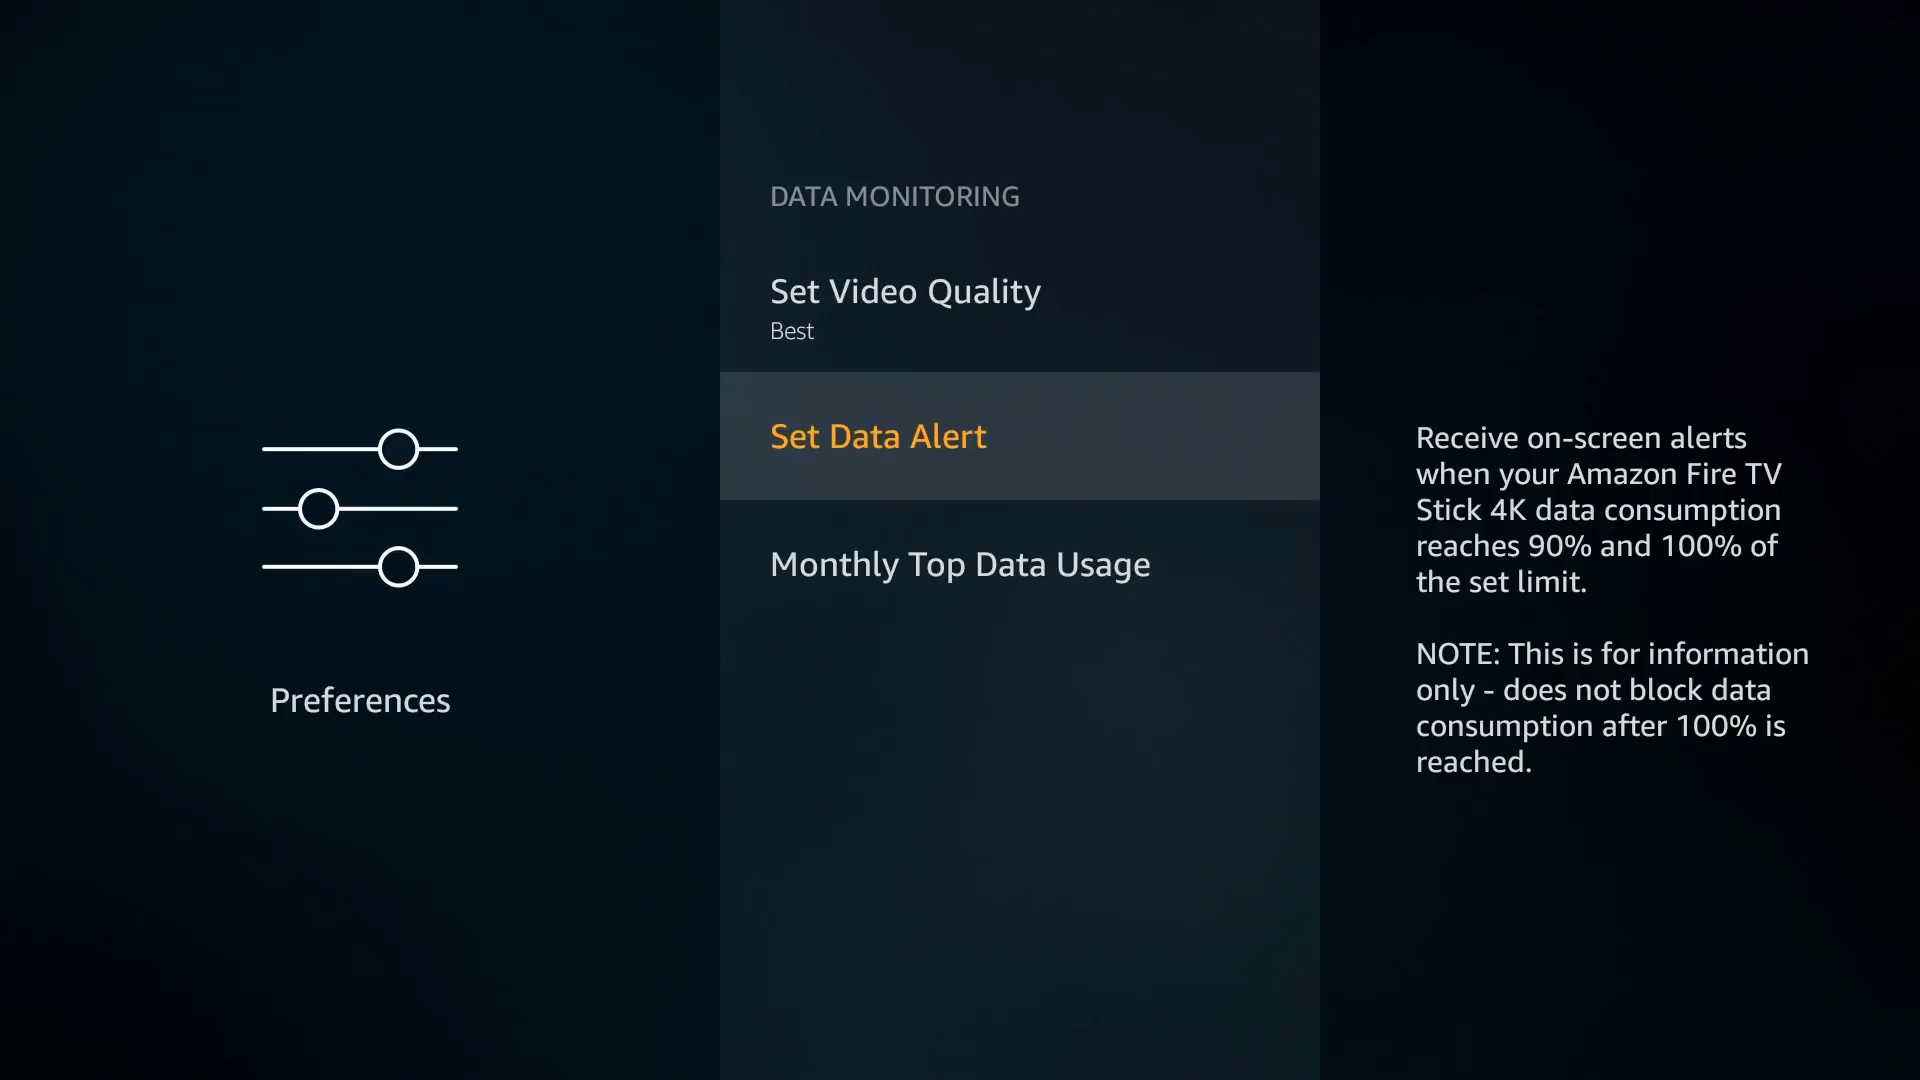 DATA MONITORING
Set Video Quality
Best
Set Data Alert
Monthly Top Data Usage
Preferences
Receive on-screen alerts
when your Amazon Fire TV
Stick 4K data consumption
reaches 90% and 100% of
the set limit.
NOTE: This is for information
only - does not block data
consumption after 100% is
reached.